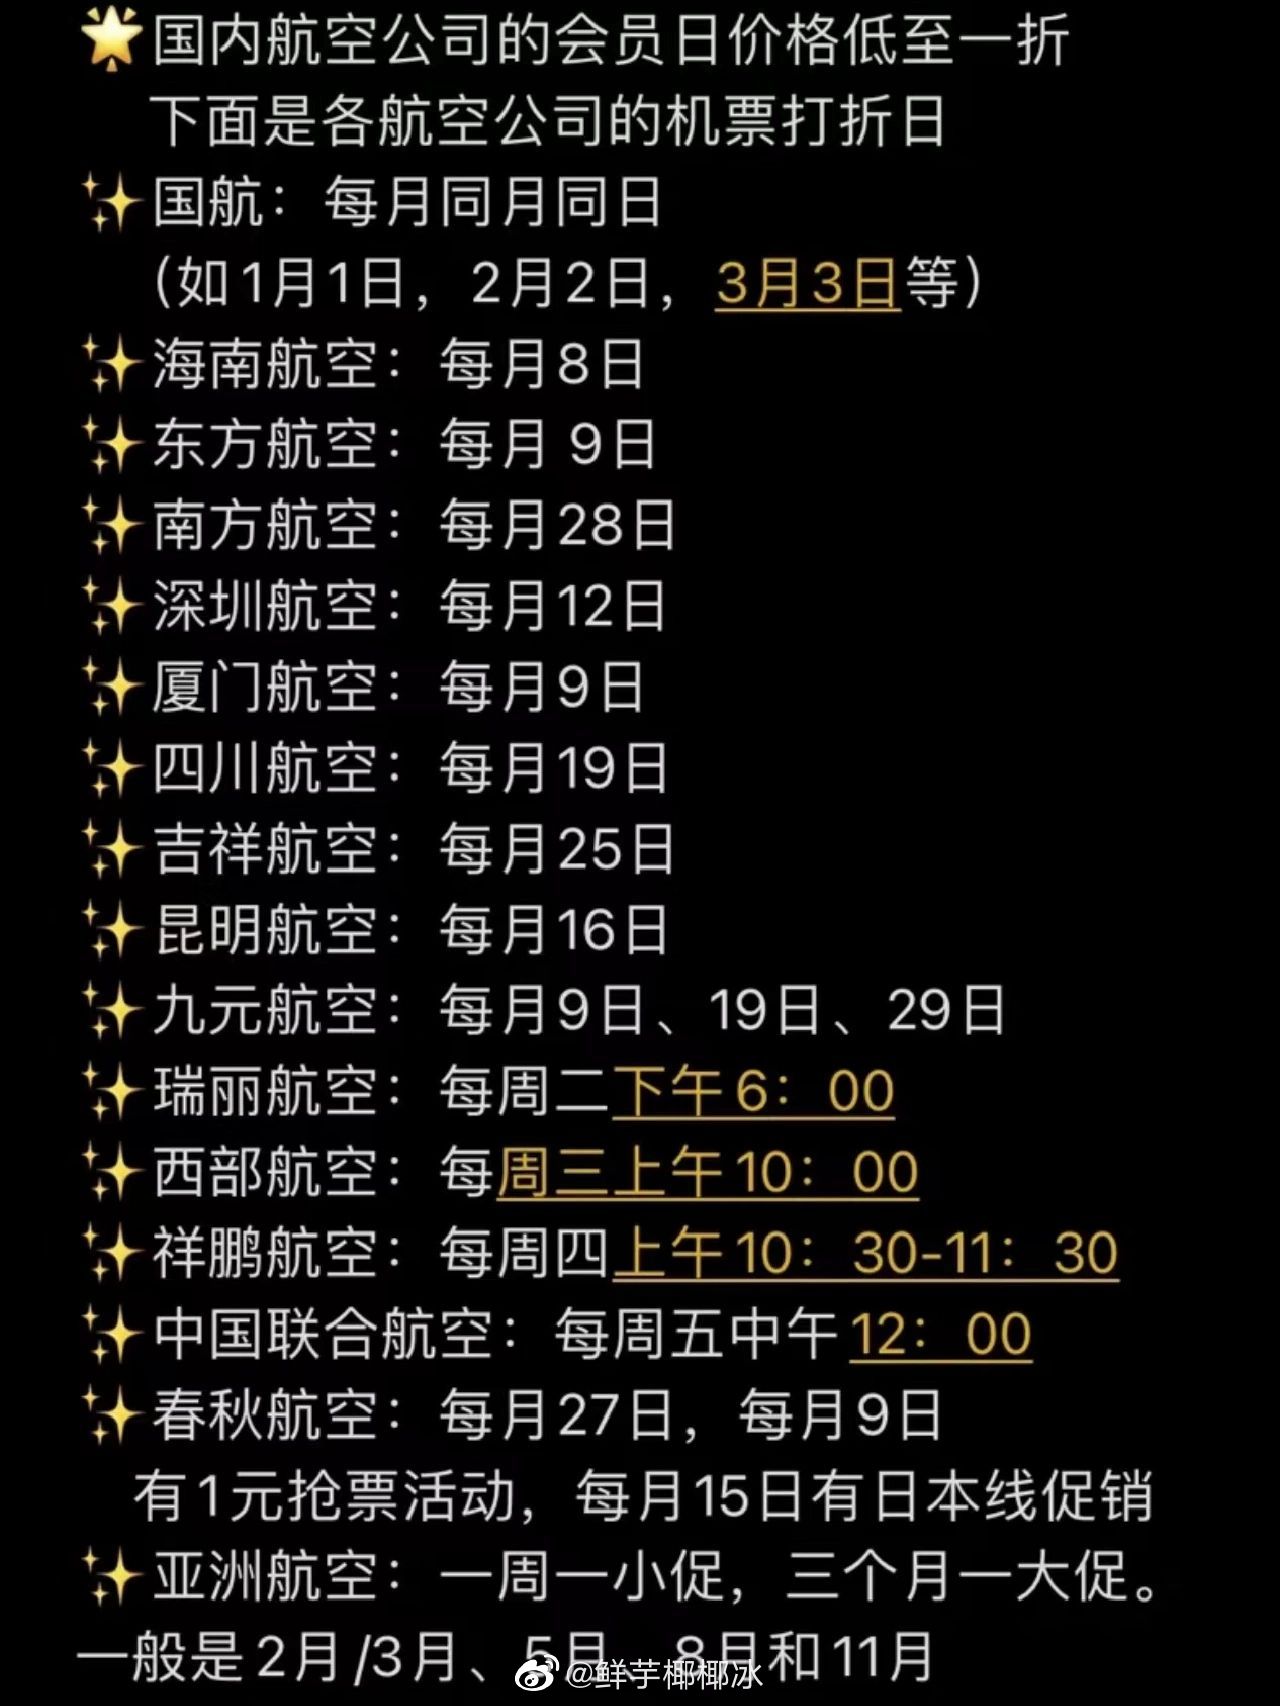 国内航空公司的会员日价格低至一折
下面是各航空公司的机票打折日
国航：每月同月同日
（如1月1日，2月2日，3月3日等）
海南航空：每月8日
东方航空：每月 9日
南方航空：每月28日
深圳航空：每月12日
厦门航空：每月9日
四川航空：每月19日
吉祥航空：每月25日
昆明航空：每月16日
九元航空：每月9日、19日、29日
瑞丽航空：每周二下午6：00
西部航空：每周三上午10：00
祥鹏航空：每周四上午10：30-11：30
中国联合航空：每周五中午12：00
春秋航空：每月27日，每月9日
有1元抢票活动，每月15日有日本线促销
亚洲航空：一周一小促，三个月一大促。
一般是2月/3月、5月、8月和11月
@鲜芋椰椰冰